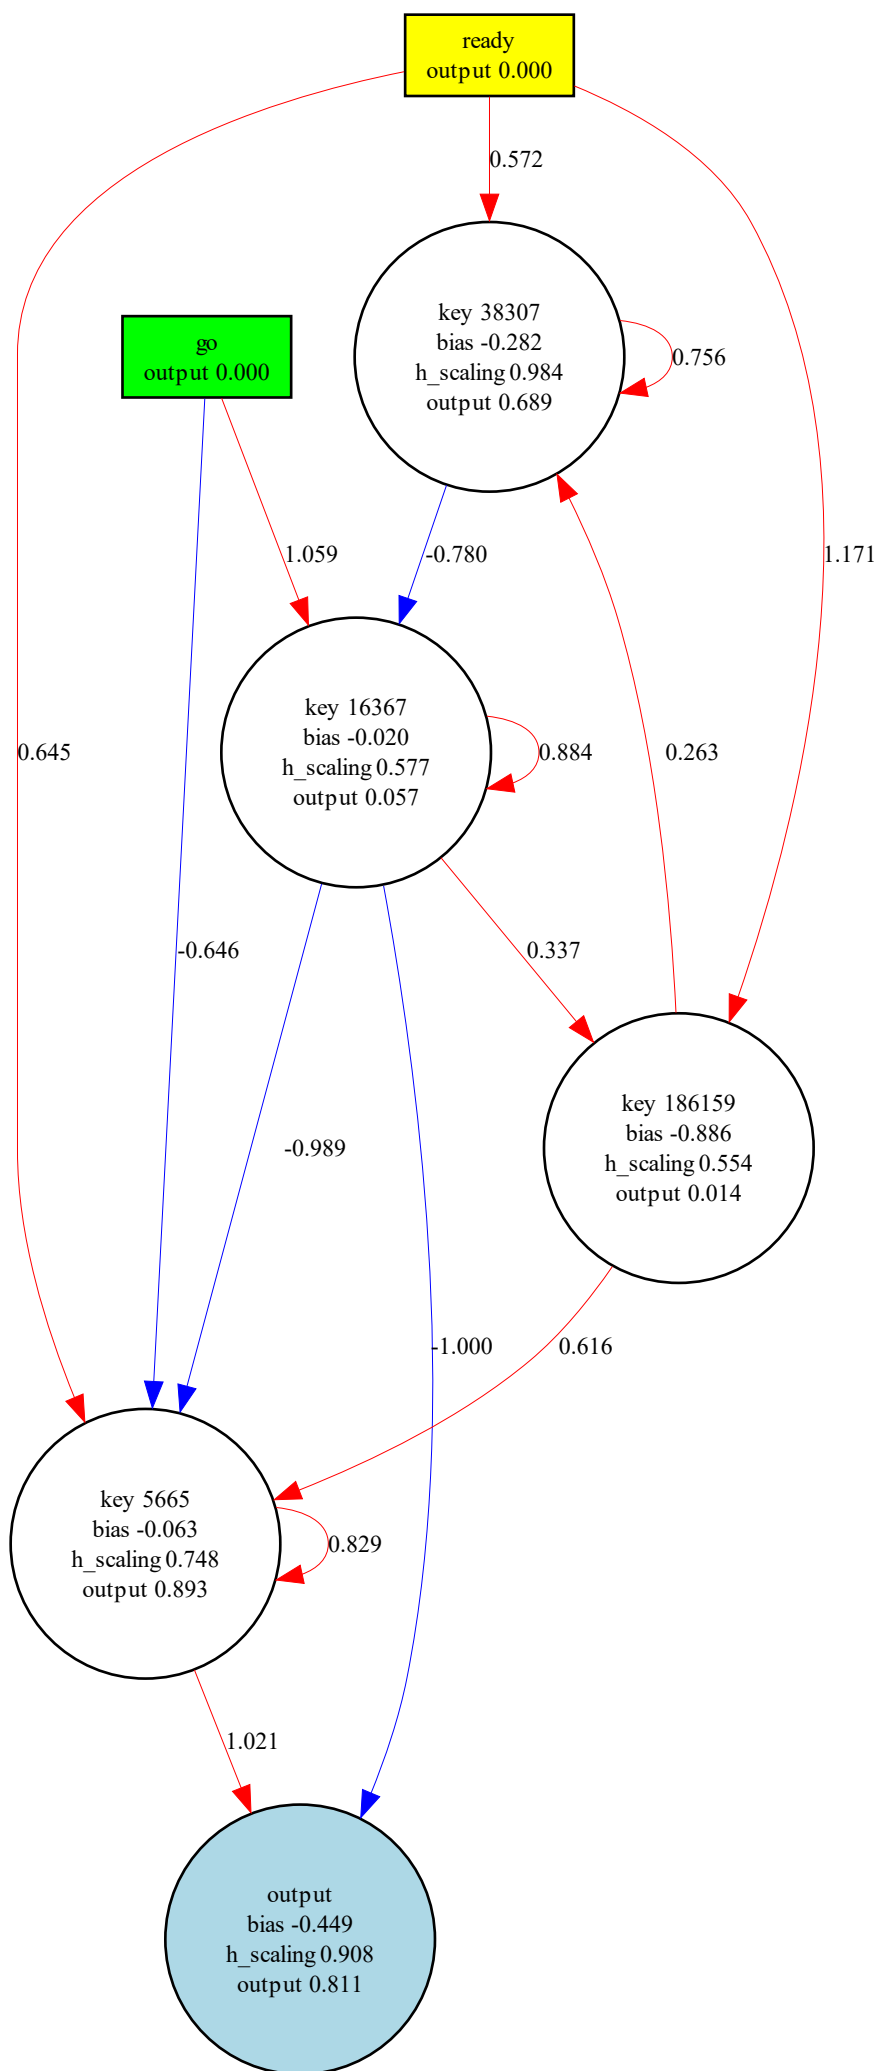 ready
output 0.000
0.572
go
output 0.000
key 38307
bias -0.282
h_scaling 0.984
output 0.689
0.756
1.059
-0.780
1.171
key 16367
bias -0.020
h_scaling 0.577
output 0.057
0.645
0.884
0.263
-0.646
0.337
key 186159
bias -0.886
h_scaling 0.554
output 0.014
-0.989
-1.000
0.616
key 5665
bias -0.063
h_scaling 0.748
output 0.893
0.829
1.021
output
bias -0.449
h_scaling 0.908
output 0.811